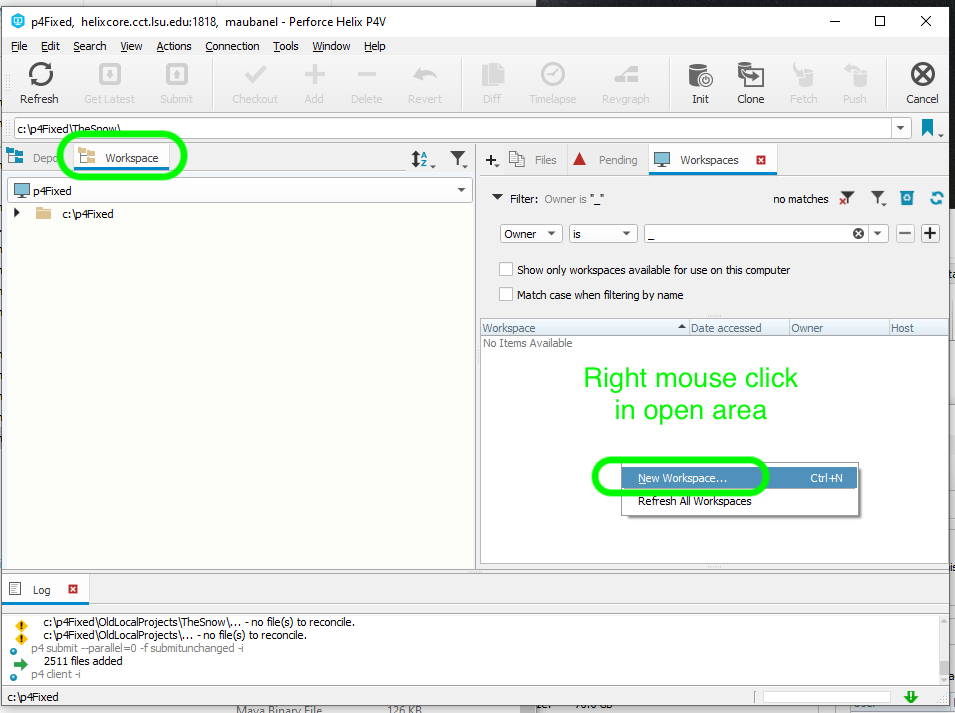 p4Fixed, helixcore.cct.lsu.edu:1818, maubanel - Perforce Helix P4V
File Edit Search View Actions Connection Tools Window Help
Refresh Get Latest Submit Checkout Add Delete Revert Diff Timelapse Revgraph Init Clone Fetch Push Cancel
c:\p4Fixed\TheSnow\
Workspace
Files Pending Workspaces
p4Fixed
c:\p4Fixed
Filter: Owner is "_" no matches
Owner is _
Show only workspaces available for use on this computer
Match case when filtering by name
Workspace Date accessed Owner Host
No Items Available
Right mouse click
in open area
New Workspace... Ctrl+N
Refresh All Workspaces
Log
c:\p4Fixed\OldLocalProjects\TheSnow\... - no file(s) to reconcile.
c:\p4Fixed\OldLocalProjects\... - no file(s) to reconcile.
p4 submit --parallel=0 -f submitunchanged -i
2511 files added
p4 client -i
c:\p4Fixed
Maya Binary File 126 KB